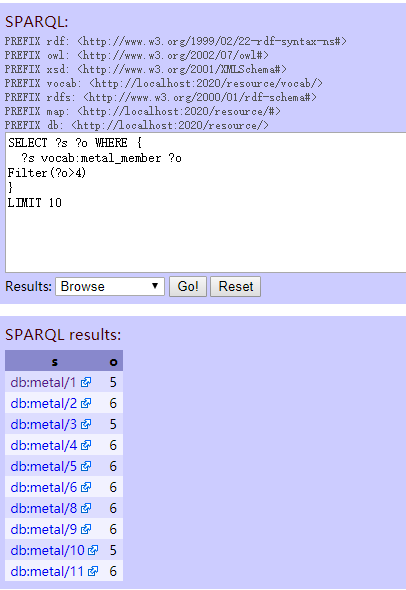 SPARQL:
PREFIX rdf: <http://www.w3.org/1999/02/22-rdf-syntax-ns#>
PREFIX owl: <http://www.w3.org/2002/07/owl#>
PREFIX xsd: <http://www.w3.org/2001/XMLSchema#>
PREFIX vocab: <http://localhost:2020/resource/vocab/>
PREFIX rdfs: <http://www.w3.org/2000/01/rdf-schema#>
PREFIX map: <http://localhost:2020/resource/#>
PREFIX db: <http://localhost:2020/resource/>
SELECT ?s ?o WHERE {
?s vocab:metal_member ?o
Filter(?o>4)
}
LIMIT 10
Results: Browse Go! Reset
SPARQL results:
s o
db:metal/1 5
db:metal/2 6
db:metal/3 5
db:metal/4 6
db:metal/5 6
db:metal/6 6
db:metal/8 6
db:metal/9 6
db:metal/10 5
db:metal/11 6